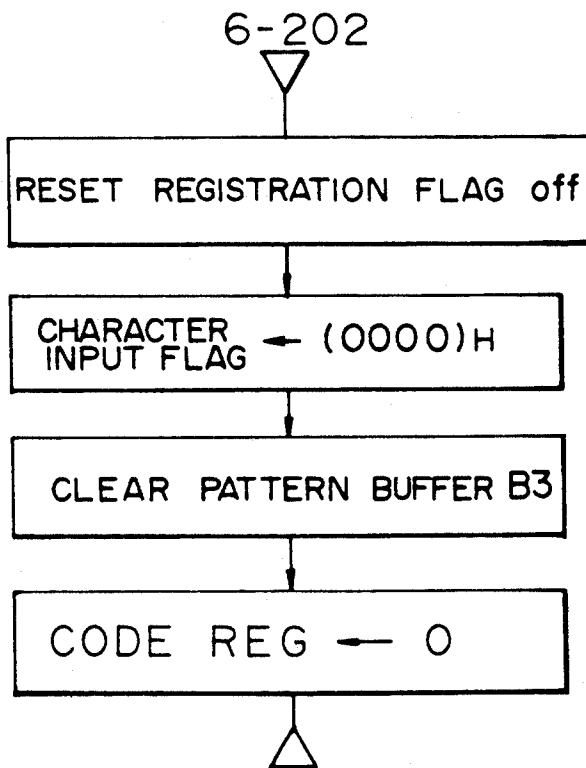 6-202
RESET REGISTRATION FLAG off
CHARACTER
INPUT FLAG ← (0000)H
CLEAR PATTERN BUFFER B3
CODE REG ← 0